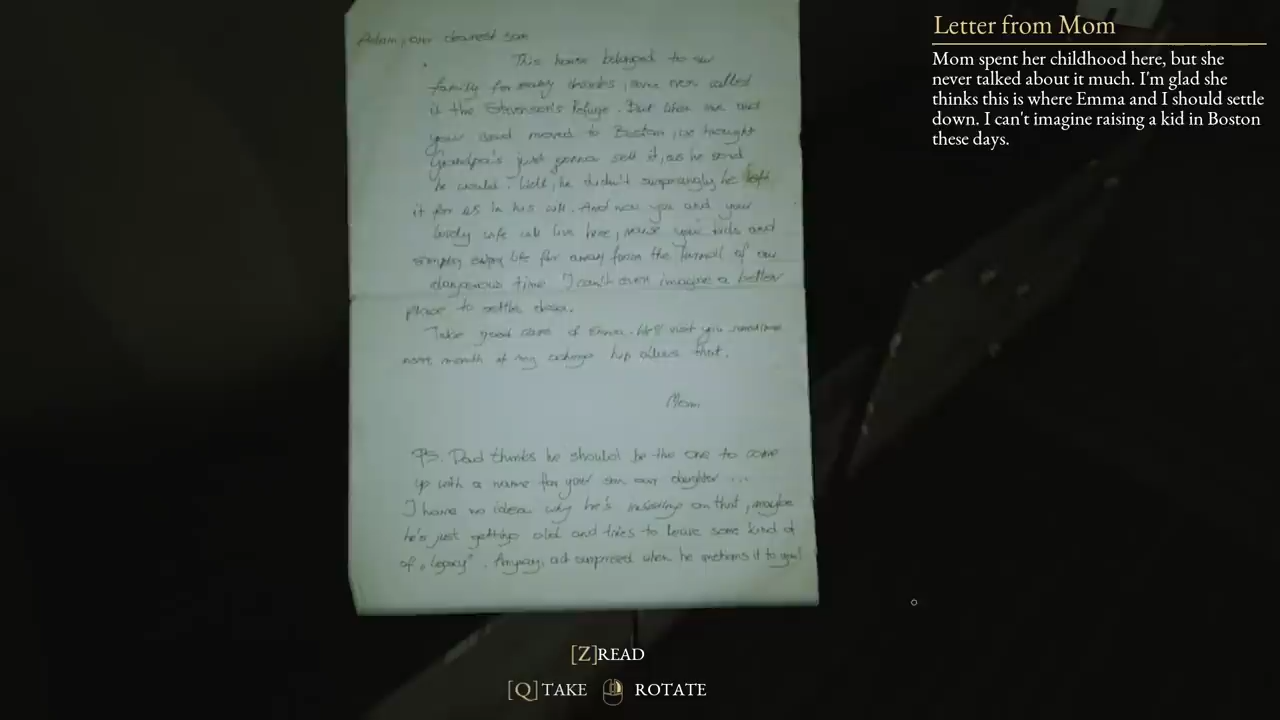 Adam, our dearest son
This house belonged to our
family for many decades, some even called
it the Stevenson's Refuge. But when me and
your dad moved to Boston, we thought
Grandpa's just gonna sell it, as he said
he would. Well, he didn't surprisingly he left
it for us in his will. And now you and your
lovely wife will live here, raise your kids and
simply enjoy life far away from the turmoil of our
dangerous time. I can't even imagine a better
place to settle down.
Take good care of Emma. We'll visit you sometime
next month if my hip allows that.
Mom
PS. Dad thinks he should be the one to come
up with a name for your son our daughter ...
I have no idea why he's insisting on that, maybe
he's just getting old and tries to leave some kind of
of „legacy". Anyway, act surprised when he mentions it to you!
Letter from Mom
Mom spent her childhood here, but she
never talked about it much. I'm glad she
thinks this is where Emma and I should settle
down. I can't imagine raising a kid in Boston
these days.
[Z]READ
[Q]TAKE ROTATE